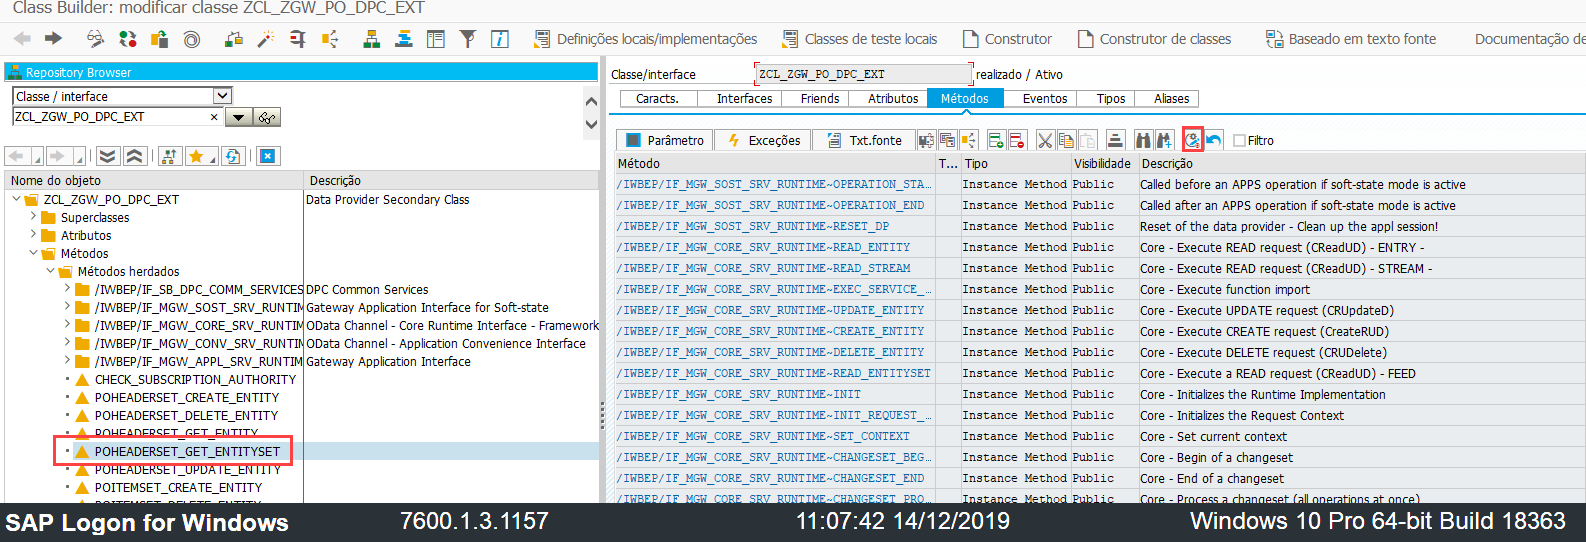 Class Builder: modificar classe ZCL_ZGW_PO_DPC_EXT
Definições locais/implementações
Classes de teste locais
Construtor
Construtor de classes
Baseado em texto fonte
Documentação de
Repository Browser
Classe / interface
ZCL_ZGW_PO_DPC_EXT
Nome do objeto Descrição
ZCL_ZGW_PO_DPC_EXT Data Provider Secondary Class
Superclasses
Atributos
Métodos
Métodos herdados
/IWBEP/IF_SB_DPC_COMM_SERVICES DPC Common Services
/IWBEP/IF_MGW_SOST_SRV_RUNTIM Gateway Application Interface for Soft-state
/IWBEP/IF_MGW_CORE_SRV_RUNTIM OData Channel - Core Runtime Interface - Framework
/IWBEP/IF_MGW_CONV_SRV_RUNTIM OData Channel - Application Convenience Interface
/IWBEP/IF_MGW_APPL_SRV_RUNTIM Gateway Application Interface
CHECK_SUBSCRIPTION_AUTHORITY
POHEADERSET_CREATE_ENTITY
POHEADERSET_DELETE_ENTITY
POHEADERSET_GET_ENTITY
POHEADERSET_GET_ENTITYSET
POHEADERSET_UPDATE_ENTITY
POITEMSET_CREATE_ENTITY
POITEMSET_DELETE_ENTITY
Classe/interface ZCL_ZGW_PO_DPC_EXT realizado / Ativo
Caracts. Interfaces Friends Atributos Métodos Eventos Tipos Aliases
Parâmetro Exceções Txt.fonte Filtro
Método T... Tipo Visibilidade Descrição
/IWBEP/IF_MGW_SOST_SRV_RUNTIME~OPERATION_STA... Instance Method Public Called before an APPS operation if soft-state mode is active
/IWBEP/IF_MGW_SOST_SRV_RUNTIME~OPERATION_END Instance Method Public Called after an APPS operation if soft-state mode is active
/IWBEP/IF_MGW_SOST_SRV_RUNTIME~RESET_DP Instance Method Public Reset of the data provider - Clean up the appl session!
/IWBEP/IF_MGW_CORE_SRV_RUNTIME~READ_ENTITY Instance Method Public Core - Execute READ request (CReadUD) - ENTRY -
/IWBEP/IF_MGW_CORE_SRV_RUNTIME~READ_STREAM Instance Method Public Core - Execute READ request (CReadUD) - STREAM -
/IWBEP/IF_MGW_CORE_SRV_RUNTIME~EXEC_SERVICE_... Instance Method Public Core - Execute function import
/IWBEP/IF_MGW_CORE_SRV_RUNTIME~UPDATE_ENTITY Instance Method Public Core - Execute UPDATE request (CRUpdateD)
/IWBEP/IF_MGW_CORE_SRV_RUNTIME~CREATE_ENTITY Instance Method Public Core - Execute CREATE request (CreateRUD)
/IWBEP/IF_MGW_CORE_SRV_RUNTIME~DELETE_ENTITY Instance Method Public Core - Execute DELETE request (CRUDelete)
/IWBEP/IF_MGW_CORE_SRV_RUNTIME~READ_ENTITYSET Instance Method Public Core - Execute a READ request (CReadUD) - FEED
/IWBEP/IF_MGW_CORE_SRV_RUNTIME~INIT Instance Method Public Core - Initializes the Runtime Implementation
/IWBEP/IF_MGW_CORE_SRV_RUNTIME~INIT_REQUEST_... Instance Method Public Core - Initializes the Request Context
/IWBEP/IF_MGW_CORE_SRV_RUNTIME~SET_CONTEXT Instance Method Public Core - Set current context
/IWBEP/IF_MGW_CORE_SRV_RUNTIME~CHANGESET_BEG... Instance Method Public Core - Begin of a changeset
/IWBEP/IF_MGW_CORE_SRV_RUNTIME~CHANGESET_END Instance Method Public Core - End of a changeset
/IWBEP/IF_MGW_CORE_SRV_RUNTIME~CHANGESET_PRO... Instance Method Public Core - Process a changeset (all operations at once)
SAP Logon for Windows 7600.1.3.1157 11:07:42 14/12/2019 Windows 10 Pro 64-bit Build 18363